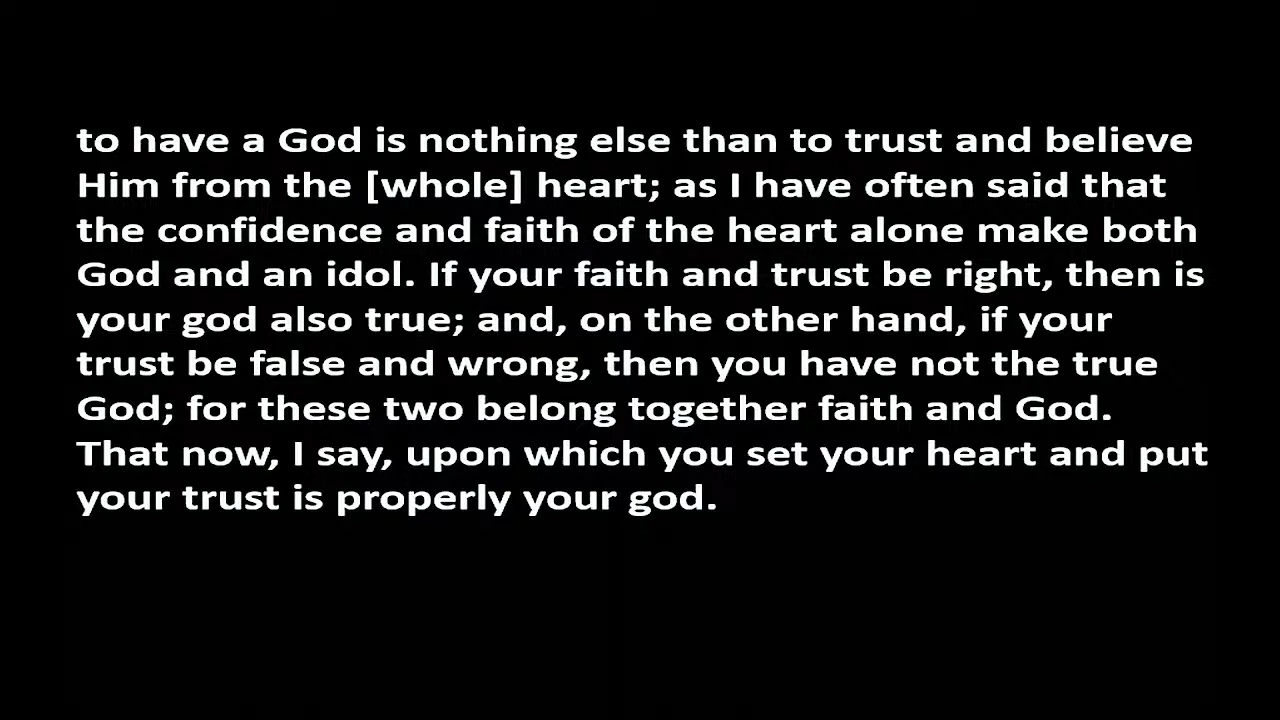 to have a God is nothing else than to trust and believe
Him from the [whole] heart; as I have often said that
the confidence and faith of the heart alone make both
God and an idol. If your faith and trust be right, then is
your god also true; and, on the other hand, if your
trust be false and wrong, then you have not the true
God; for these two belong together faith and God.
That now, I say, upon which you set your heart and put
your trust is properly your god.